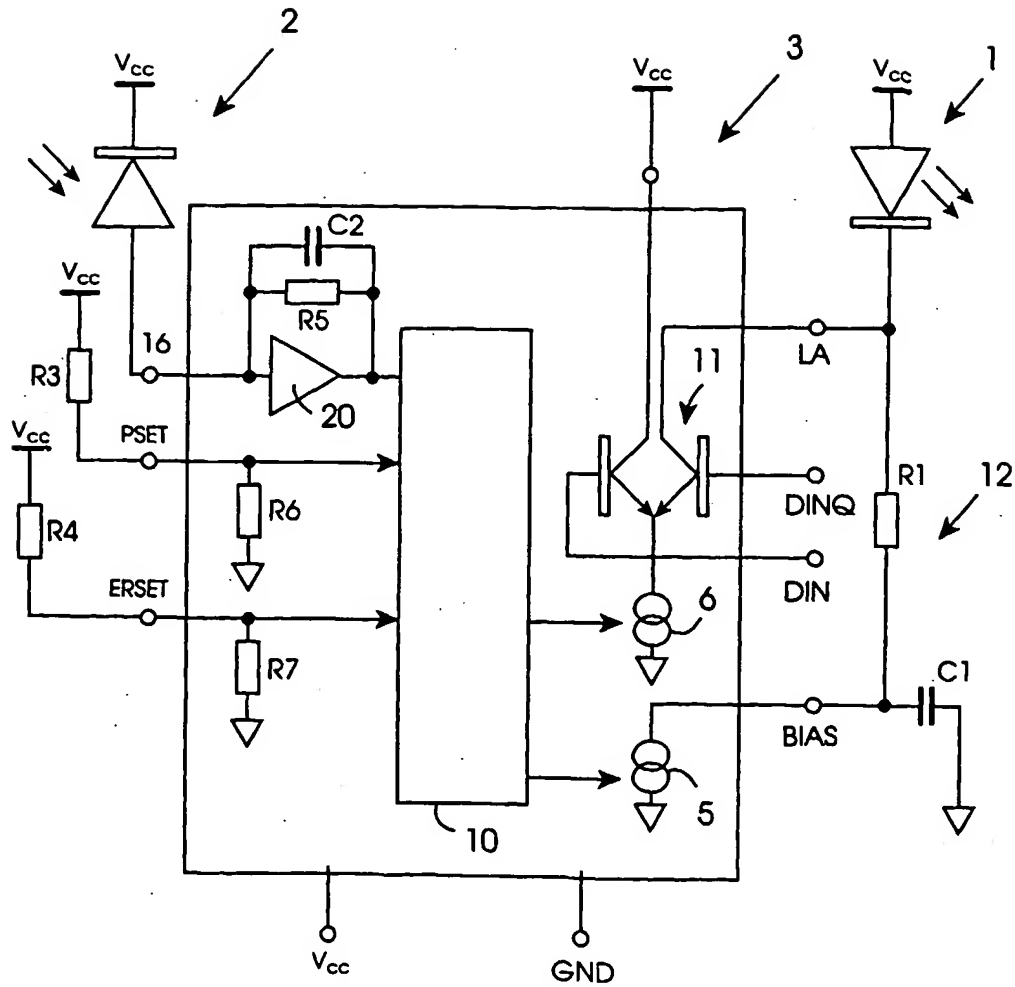 2
3
1
Vcc
Vcc
Vcc
C2
Vcc
R5
16
LA
R3
11
20
Vcc
PSET
R1
12
DINQ
R6
R4
DIN
ERSET
6
R7
C1
BIAS
5
10
Vcc
GND